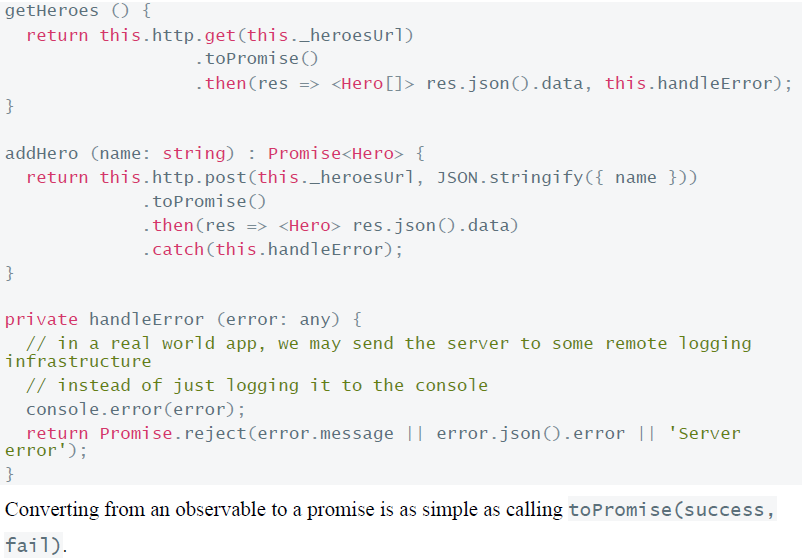 getHeroes () {
  return this.http.get(this._heroesUrl)
                  .toPromise()
                  .then(res => <Hero[]> res.json().data, this.handleError);
}

addHero (name: string) : Promise<Hero> {
  return this.http.post(this._heroesUrl, JSON.stringify({ name }))
             .toPromise()
             .then(res => <Hero> res.json().data)
             .catch(this.handleError);
}

private handleError (error: any) {
  // in a real world app, we may send the server to some remote logging
infrastructure
  // instead of just logging it to the console
  console.error(error);
  return Promise.reject(error.message || error.json().error || 'Server
error');
}
Converting from an observable to a promise is as simple as calling toPromise(success,
fail).